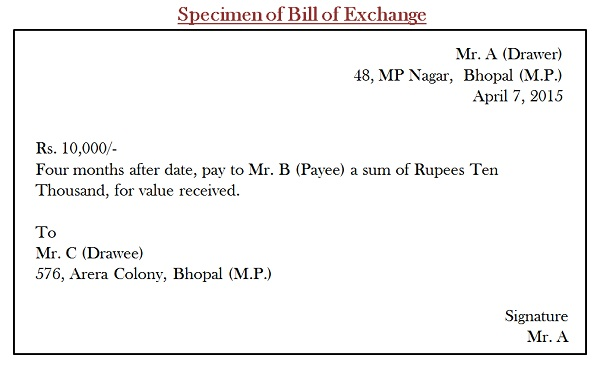 Specimen of Bill of Exchange
Mr. A (Drawer)
48, MP Nagar, Bhopal (M.P.)
April 7, 2015
Rs. 10,000/-
Four months after date, pay to Mr. B (Payee) a sum of Rupees Ten
Thousand, for value received.
To
Mr. C (Drawee)
576, Arera Colony, Bhopal (M.P.)
Signature
Mr. A